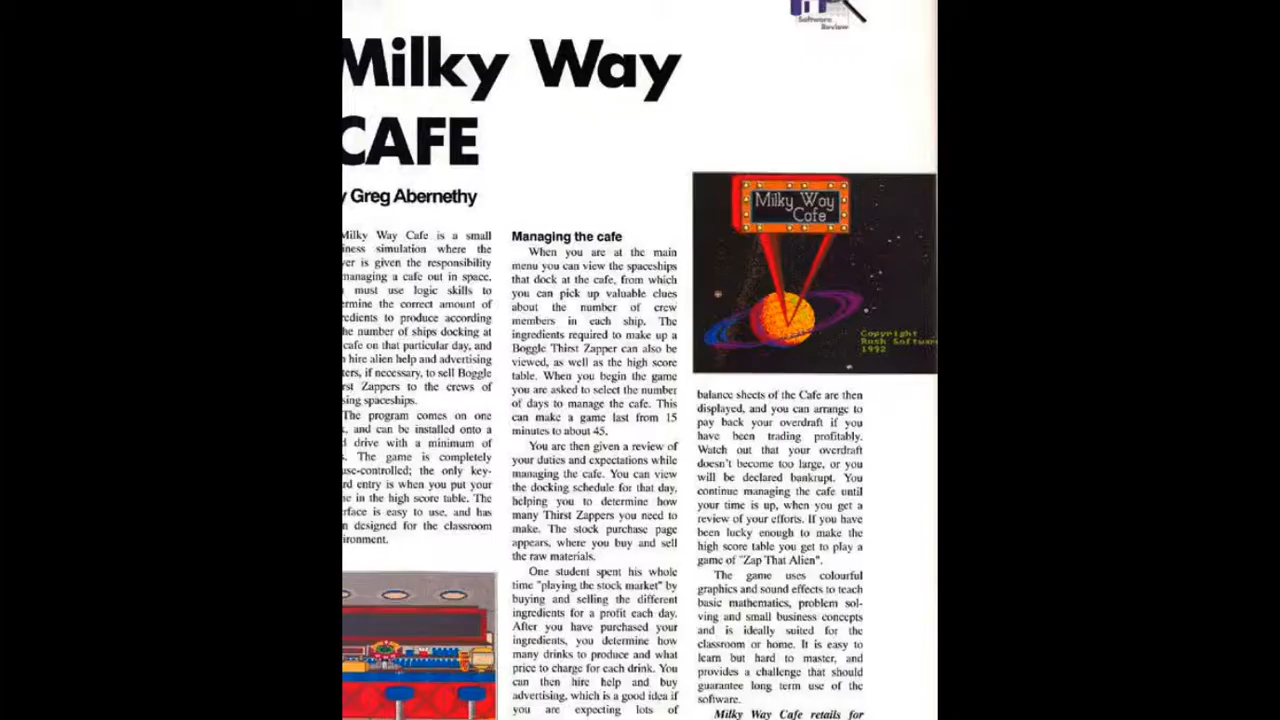 Software
Review
Milky Way
CAFE
y Greg Abernethy
Milky Way Cafe is a small
iness simulation where the
er is given the responsibility
managing a cafe out in space.
must use logic skills to
ermine the correct amount of
redients to produce according
he number of ships docking at
cafe on that particular day, and
hire alien help and advertising
ters, if necessary, to sell Boggle
rst Zappers to the crews of
sing spaceships.
The program comes on one
, and can be installed onto a
drive with a minimum of
s. The game is completely
use-controlled; the only key-
rd entry is when you put your
e in the high score table. The
rface is easy to use, and has
n designed for the classroom
ironment.
Managing the cafe
When you are at the main
menu you can view the spaceships
that dock at the cafe, from which
you can pick up valuable clues
about the number of crew
members in each ship. The
ingredients required to make up a
Boggle Thirst Zapper can also be
viewed, as well as the high score
table. When you begin the game
you are asked to select the number
of days to manage the cafe. This
can make a game last from 15
minutes to about 45.
You are then given a review of
your duties and expectations while
managing the cafe. You can view
the docking schedule for that day,
helping you to determine how
many Thirst Zappers you need to
make. The stock purchase page
appears, where you buy and sell
the raw materials.
One student spent his whole
time "playing the stock market" by
buying and selling the different
ingredients for a profit each day.
After you have purchased your
ingredients, you determine how
many drinks to produce and what
price to charge for each drink. You
can then hire help and buy
advertising, which is a good idea if
you are expecting lots of
Milky Way
Cafe
Copyright
Rush Softwar
1992
balance sheets of the Cafe are then
displayed, and you can arrange to
pay back your overdraft if you
have been trading profitably.
Watch out that your overdraft
doesn't become too large, or you
will be declared bankrupt. You
continue managing the cafe until
your time is up, when you get a
review of your efforts. If you have
been lucky enough to make the
high score table you get to play a
game of "Zap That Alien".
The game uses colourful
graphics and sound effects to teach
basic mathematics, problem sol-
ving and small business concepts
and is ideally suited for the
classroom or home. It is easy to
learn but hard to master, and
provides a challenge that should
guarantee long term use of the
software.
Milky Way Cafe retails for